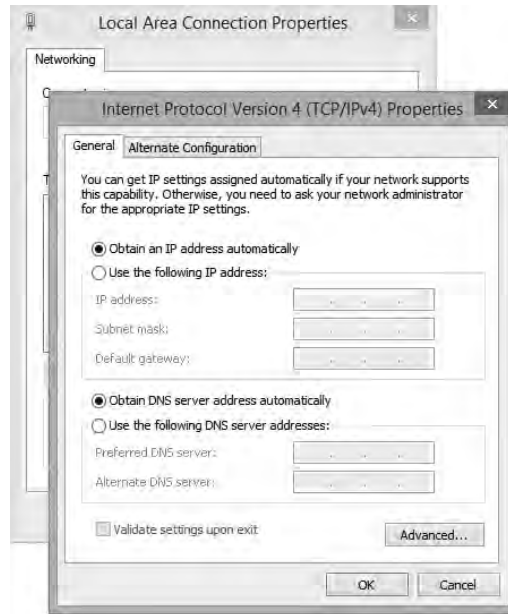 Local Area Connection Properties
Networking
Internet Protocol Version 4 (TCP/IPv4) Properties
General
Alternate Configuration
You can get IP settings assigned automatically if your network supports
this capability. Otherwise, you need to ask your network administrator
for the appropriate IP settings.
Obtain an IP address automatically
Use the following IP address:
IP address:
Subnet mask:
Default gateway:
Obtain DNS server address automatically
Use the following DNS server addresses:
Preferred DNS server:
Alternate DNS server:
Validate settings upon exit
Advanced...
OK
Cancel